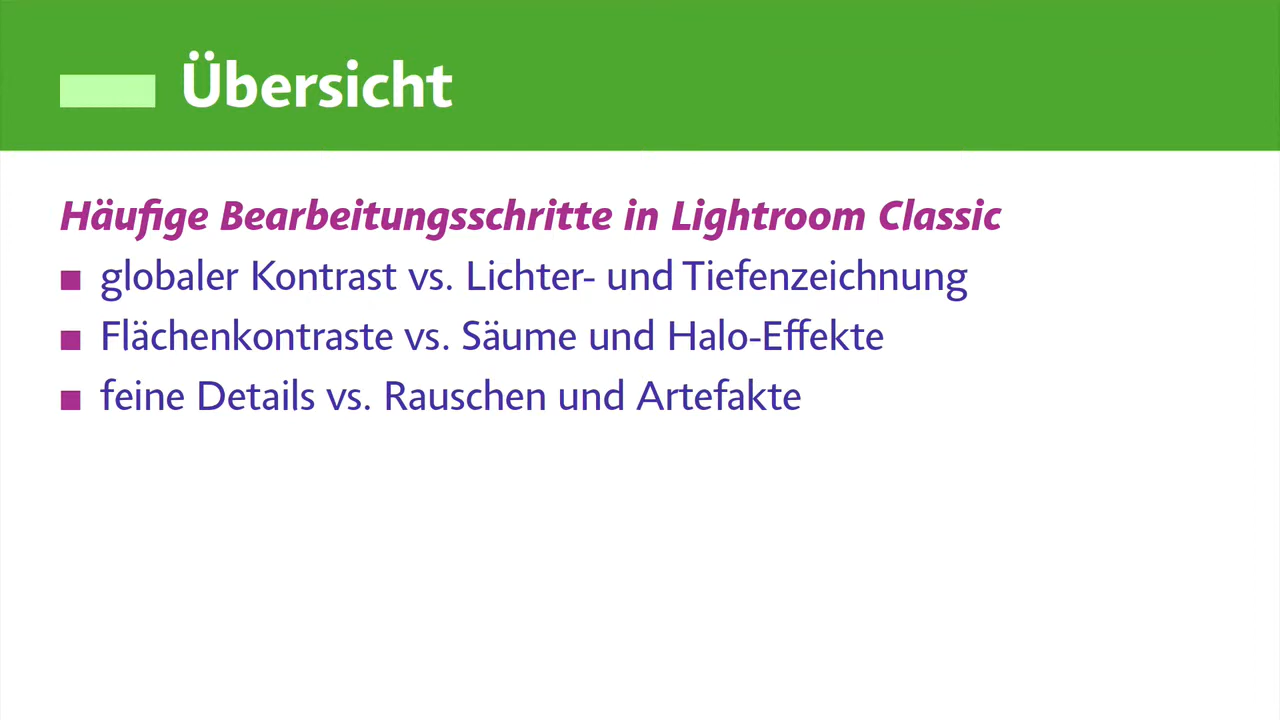 Übersicht
Häufige Bearbeitungsschritte in Lightroom Classic
globaler Kontrast vs. Lichter- und Tiefenzeichnung
Flächenkontraste vs. Säume und Halo-Effekte
feine Details vs. Rauschen und Artefakte